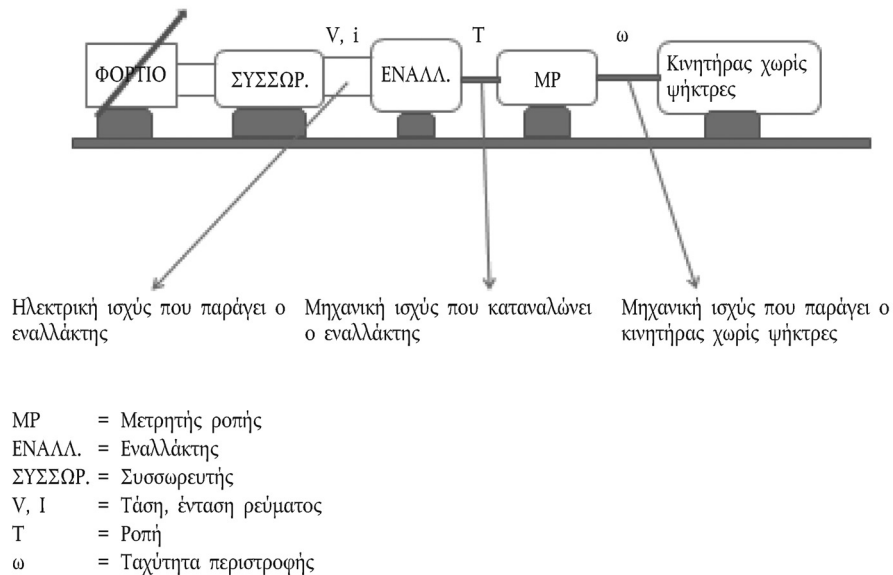 V, i
T
ω
ΦΟΡΤΙΟ
ΣΥΣΣΩΡ.
ΕΝΑΛΛ.
ΜΡ
Κινητήρας χωρίς
ψήκτρες
Ηλεκτρική ισχύς που παράγει ο
εναλλάκτης
Μηχανική ισχύς που καταναλώνει
ο εναλλάκτης
Μηχανική ισχύς που παράγει ο
κινητήρας χωρίς ψήκτρες
ΜΡ = Μετρητής ροπής
ΕΝΑΛΛ. = Εναλλάκτης
ΣΥΣΣΩΡ. = Συσσωρευτής
V, I = Τάση, ένταση ρεύματος
T = Ροπή
ω = Ταχύτητα περιστροφής